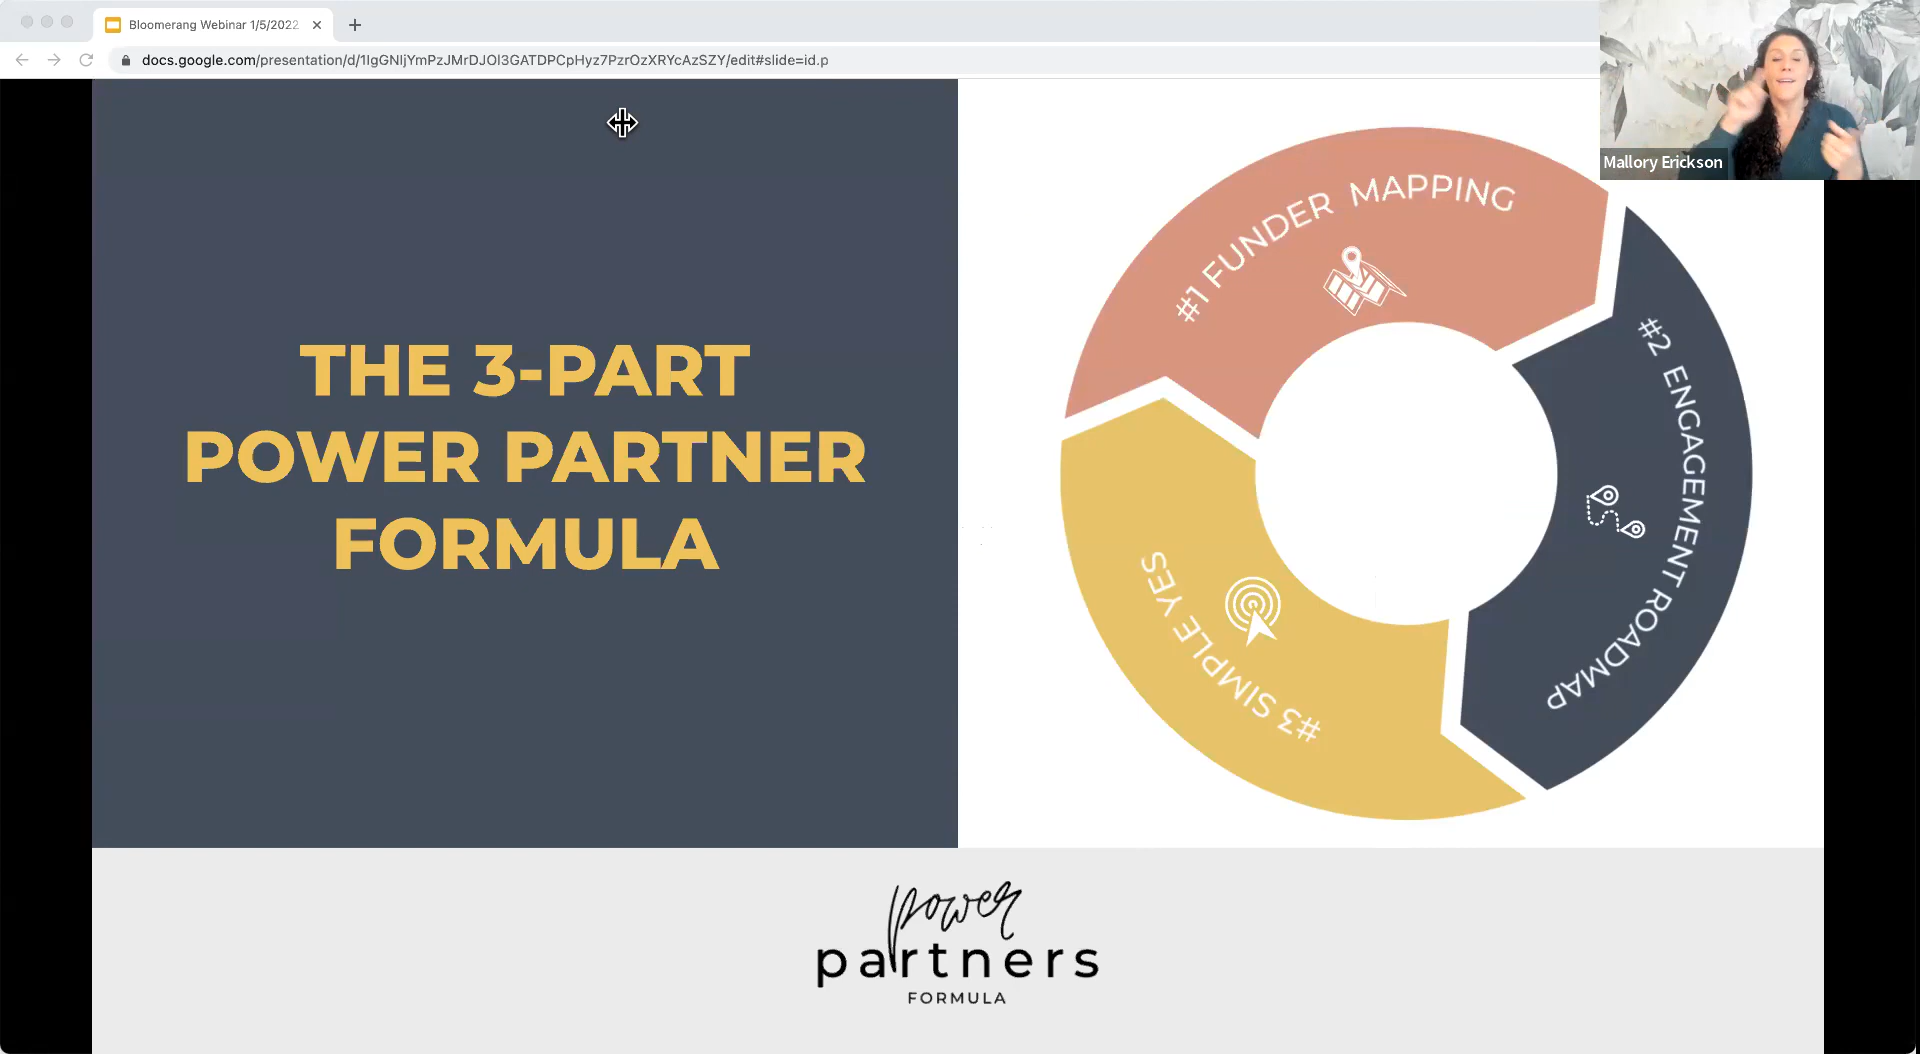 Bloomerang Webinar 1/5/2022
docs.google.com/presentation/d/1IgGNIjYmPzJMrDJOl3GATDPCpHyz7PzrOzXRYcAzSZY/edit#slide=id.p
Mallory Erickson
THE 3-PART
POWER PARTNER
FORMULA
#1 FUNDER MAPPING
#2 ENGAGEMENT ROADMAP
#3 SIMPLE YES
power
partners
FORMULA